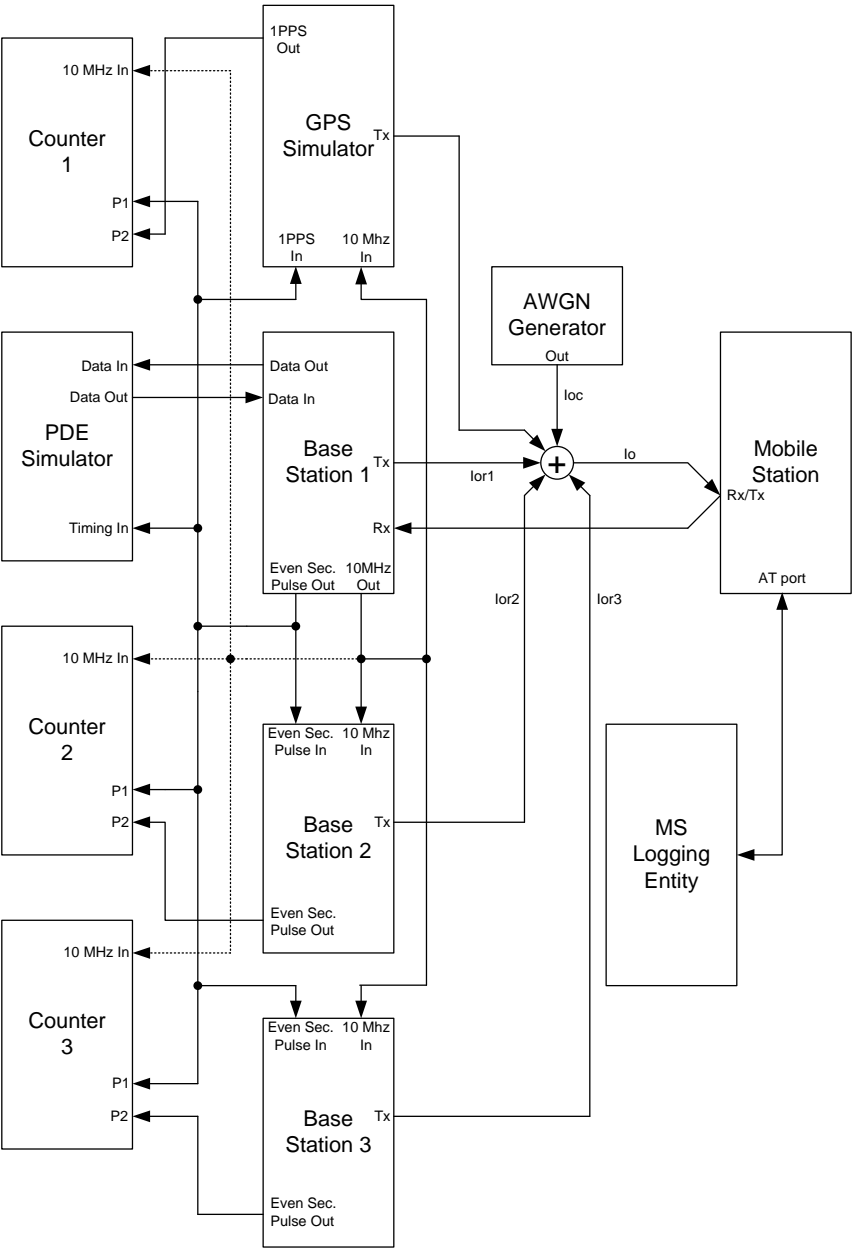 1PPS
Out
10 MHz In
Counter
1
P1
P2
GPS
Simulator
Tx
1PPS
In
10 Mhz
In
AWGN
Generator
Out
Ioc
Data In
Data Out
PDE
Simulator
Timing In
Data Out
Data In
Base
Station 1
Tx
Rx
Even Sec.
Pulse Out
10MHz
Out
Ior1
+
Io
Mobile
Station
Rx/Tx
AT port
Ior2
Ior3
10 MHz In
Counter
2
P1
P2
Even Sec.
Pulse In
10 Mhz
In
Base
Station 2
Tx
Even Sec.
Pulse Out
MS
Logging
Entity
10 MHz In
Counter
3
P1
P2
Even Sec.
Pulse In
10 Mhz
In
Base
Station 3
Tx
Even Sec.
Pulse Out